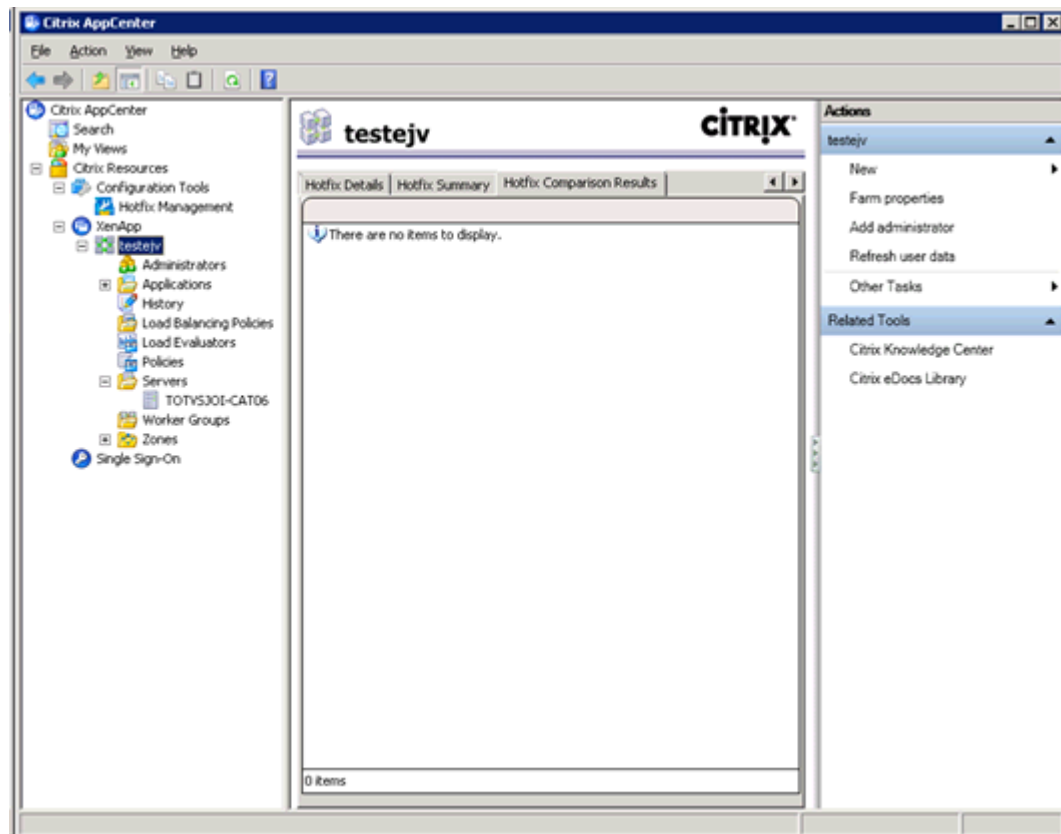 Citrix AppCenter
File Action View Help
Citrix AppCenter
Search
My Views
Citrix Resources
Configuration Tools
Hotfix Management
XenApp
testejv
Administrators
Applications
History
Load Balancing Policies
Load Evaluators
Policies
Servers
TOTVSJOI-CAT06
Worker Groups
Zones
Single Sign-On
testejv
CITRIX
Hotfix Details Hotfix Summary Hotfix Comparison Results
There are no items to display.
0 items
Actions
testejv
New
Farm properties
Add administrator
Refresh user data
Other Tasks
Related Tools
Citrix Knowledge Center
Citrix eDocs Library